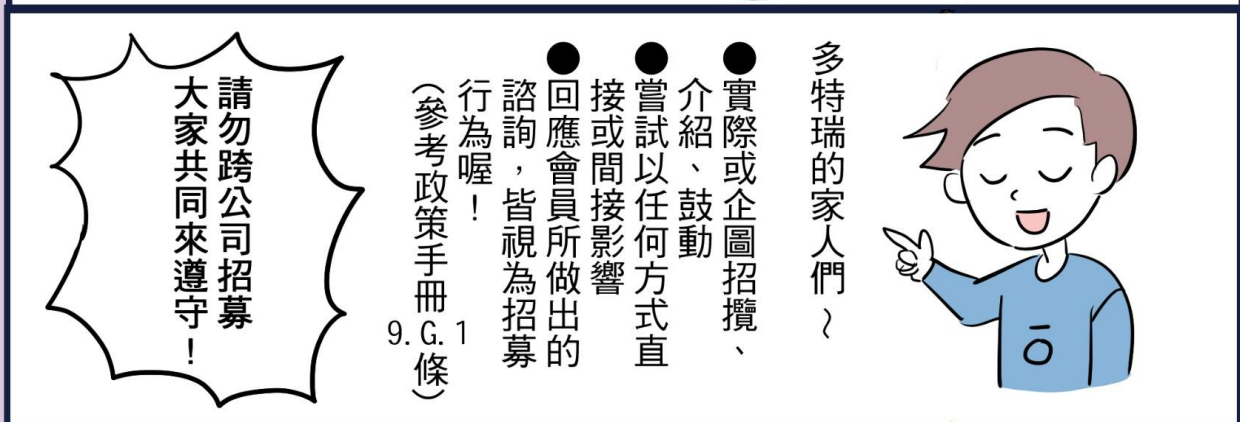 多特瑞的家人們~
●實際或企圖招攬、
介紹、鼓動
●嘗試以任何方式直
接或間接影響
●回應會員所做出的
諮詢，皆視為招募
行為喔！
(參考政策手冊9.G.1條)
請勿跨公司招募
大家共同來遵守！